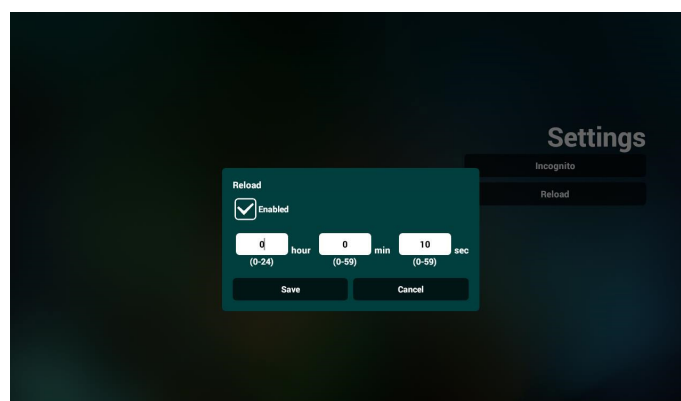 Settings
Incognito
Reload
Reload
Enabled
0 hour 0 min 10 sec
(0-24) (0-59) (0-59)
Save Cancel